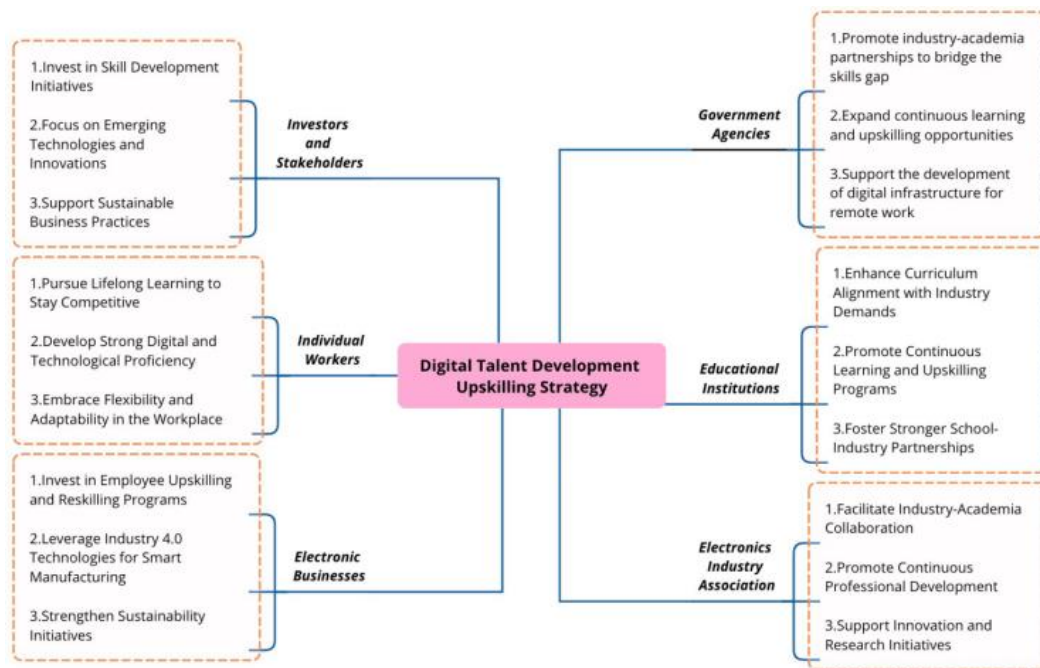 1.Invest in Skill Development
Initiatives
2.Focus on Emerging
Technologies and
Innovations
3.Support Sustainable
Business Practices
Investors
and
Stakeholders
1.Pursue Lifelong Learning to
Stay Competitive
2.Develop Strong Digital and
Technological Proficiency
3.Embrace Flexibility and
Adaptability in the Workplace
Individual
Workers
1.Invest in Employee Upskilling
and Reskilling Programs
2.Leverage Industry 4.0
Technologies for Smart
Manufacturing
3.Strengthen Sustainability
Initiatives
Electronic
Businesses
Digital Talent Development
Upskilling Strategy
Government
Agencies
1.Promote industry-academia
partnerships to bridge the
skills gap
2.Expand continuous learning
and upskilling opportunities
3.Support the development
of digital infrastructure for
remote work
Educational
Institutions
1.Enhance Curriculum
Alignment with Industry
Demands
2.Promote Continuous
Learning and Upskilling
Programs
3.Foster Stronger School-
Industry Partnerships
Electronics
Industry
Association
1.Facilitate Industry-Academia
Collaboration
2.Promote Continuous
Professional Development
3.Support Innovation and
Research Initiatives